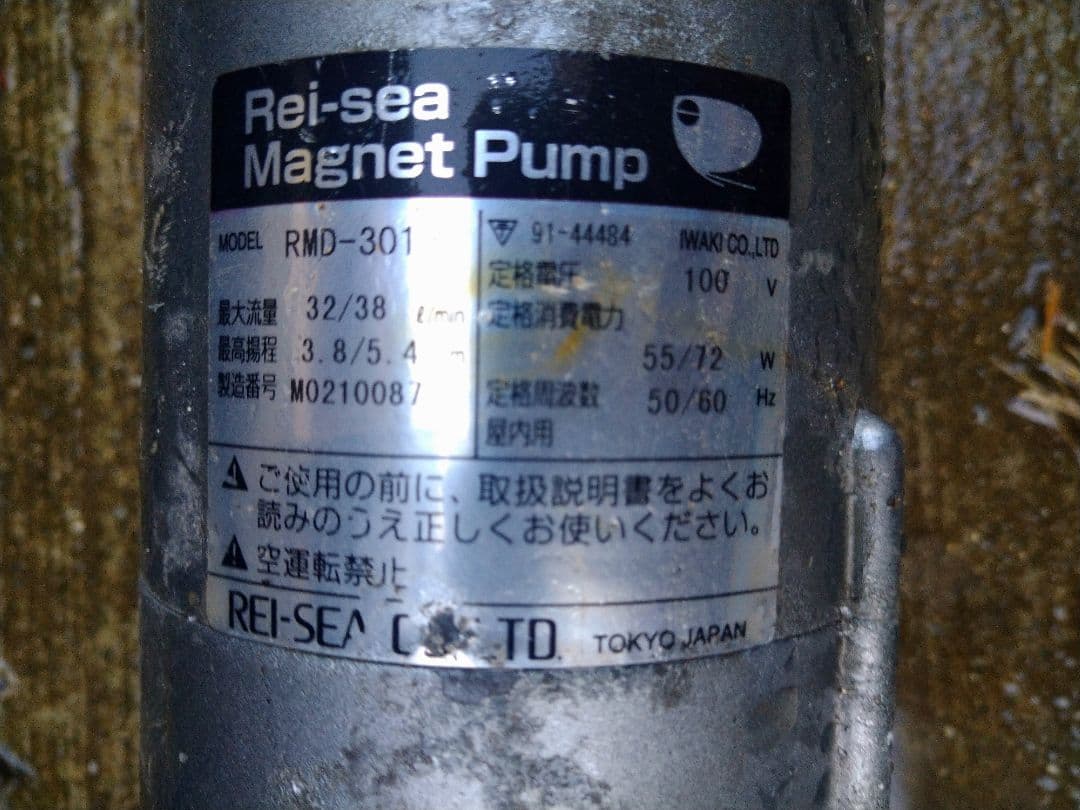 Rei-sea
Magnet Pump
MODEL RMD-301
最大流量 32/38 ℓ/min
最高揚程 3.8/5.4 m
製造番号 M0210087
91-44484 IWAKI CO.,LTD
定格電圧 100 V
定格消費電力
55/72 W
定格周波数 50/60 Hz
屋内用
ご使用の前に、取扱説明書をよくお
読みのうえ正しくお使いください。
空運転禁止
REI-SEA CO., LTD.
TOKYO JAPAN